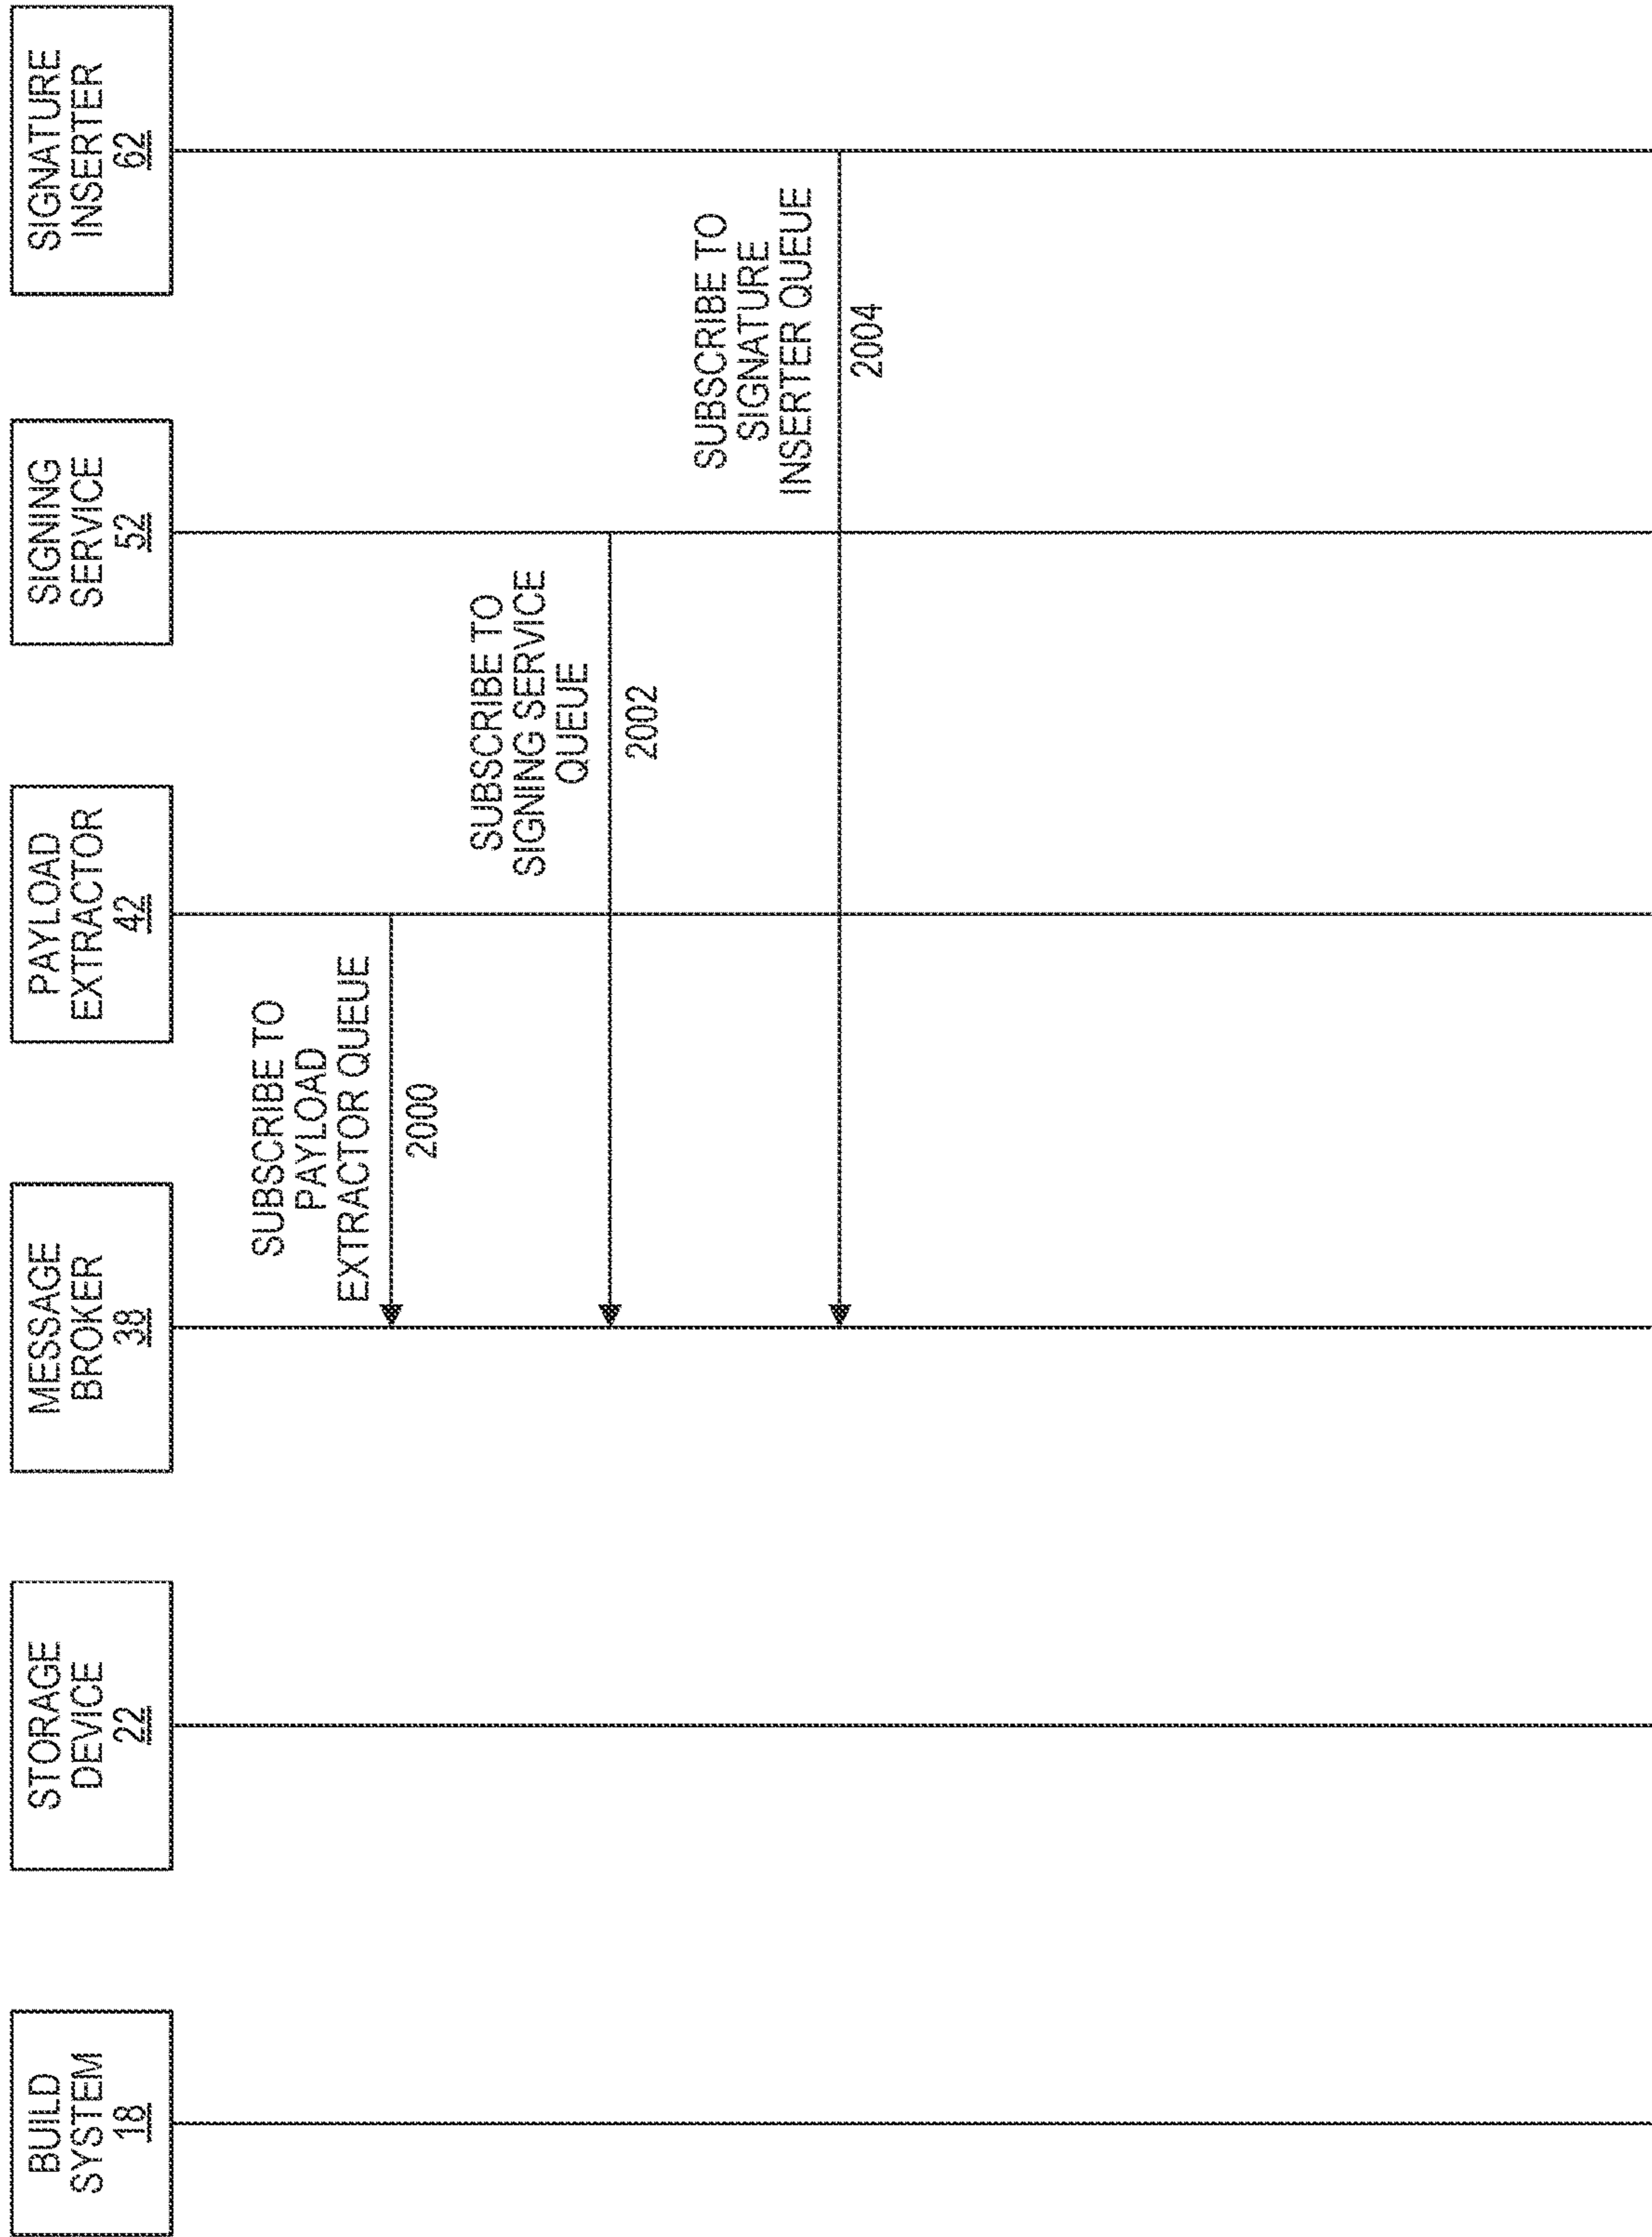 BUILD
SYSTEM
18
STORAGE
DEVICE
22
MESSAGE
BROKER
38
PAYLOAD
EXTRACTOR
42
SIGNING
SERVICE
52
SIGNATURE
INSERTER
62
SUBSCRIBE TO
PAYLOAD
EXTRACTOR QUEUE
2000
SUBSCRIBE TO
SIGNING SERVICE
QUEUE
2002
SUBSCRIBE TO
SIGNATURE
INSERTER QUEUE
2004